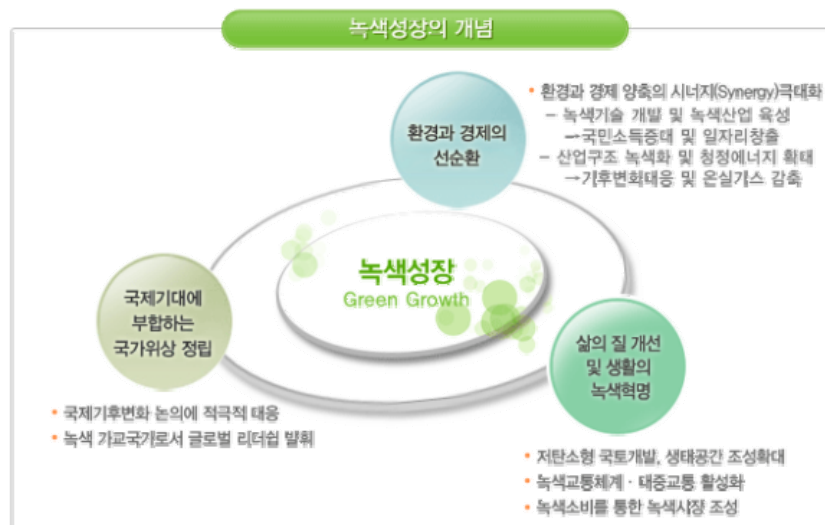 녹색성장의 개념
환경과 경제의
선순환
• 환경과 경제 양축의 시너지(Synergy)극대화
- 녹색기술 개발 및 녹색산업 육성
→국민소득증대 및 일자리창출
- 산업구조 녹색화 및 청정에너지 확태
→기후변화태응 및 온실가스 감축
녹색성장
Green Growth
국제기대에
부합하는
국가위상 정립
• 국제기후변화 논의에 적극적 대응
• 녹색 가교국가로서 글로벌 리더쉽 발휘
삶의 질 개선
및 생활의
녹색혁명
• 저탄소형 국토개발, 생태공간 조성확대
• 녹색교통체계 · 태중교통 활성화
• 녹색소비를 통한 녹색시장 조성